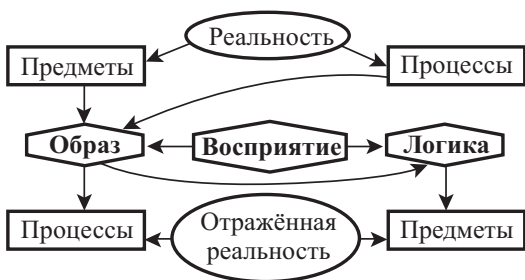 Реальность
Предметы
Процессы
Образ
Восприятие
Логика
Процессы
Отражённая
реальность
Предметы